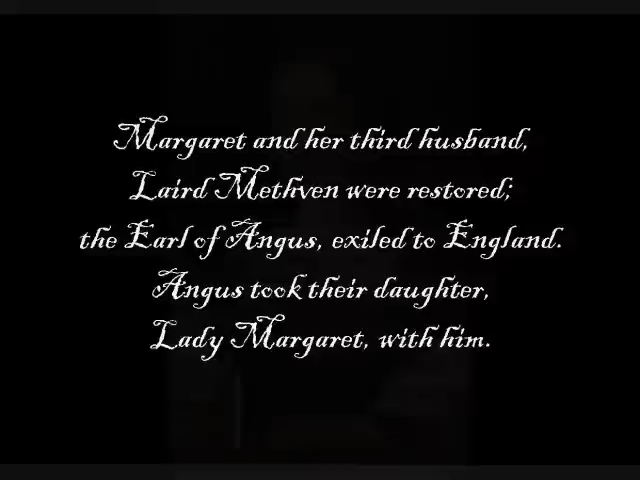 Margaret and her third husband,
Laird Methven were restored;
the Earl of Angus, exiled to England.
Angus took their daughter,
Lady Margaret, with him.